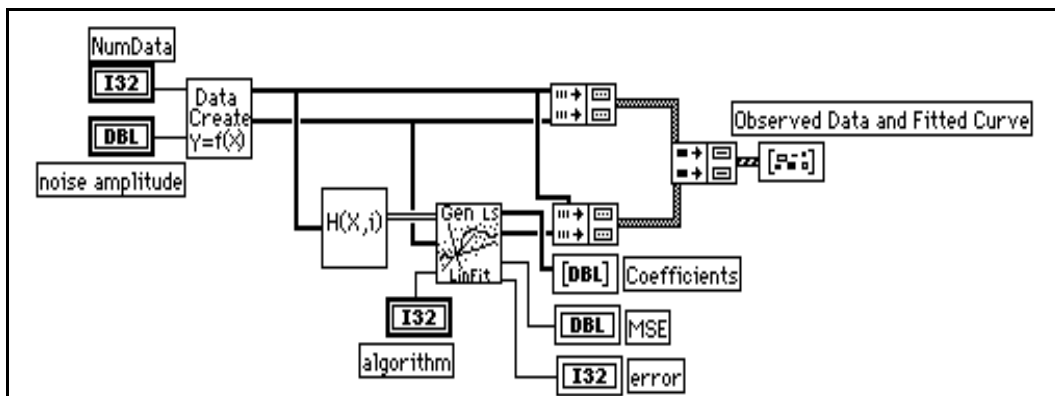 NumData
I32
DBL
noise amplitude
Data
Create
Y=f(X)
Observed Data and Fitted Curve
H(X,i)
Gen LS
LinFit
I32
algorithm
[DBL]
Coefficients
DBL
MSE
I32
error